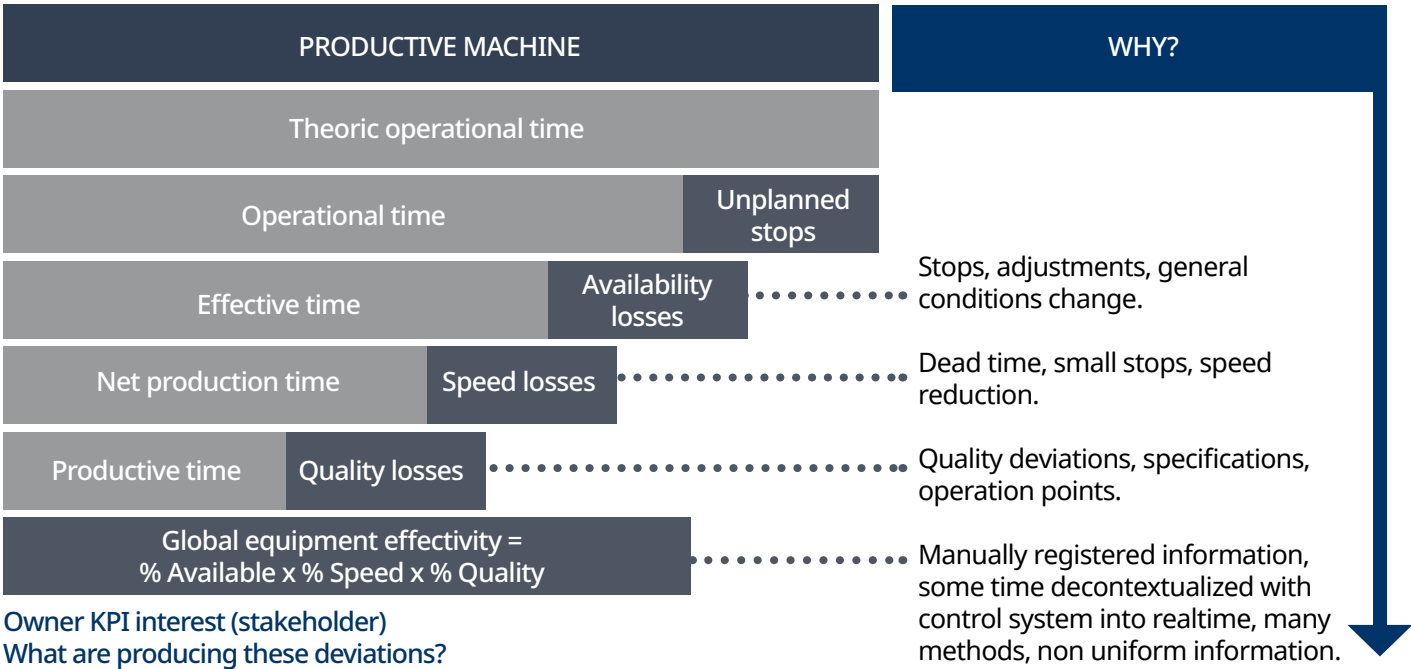 PRODUCTIVE MACHINE
WHY?
Theoric operational time
Operational time
Unplanned
stops
Effective time
Availability
losses
Stops, adjustments, general
conditions change.
Net production time
Speed losses
Dead time, small stops, speed
reduction.
Productive time
Quality losses
Quality deviations, specifications,
operation points.
Global equipment effectivity =
% Available x % Speed x % Quality
Manually registered information,
some time decontextualized with
control system into realtime, many
methods, non uniform information.
Owner KPI interest (stakeholder)
What are producing these deviations?